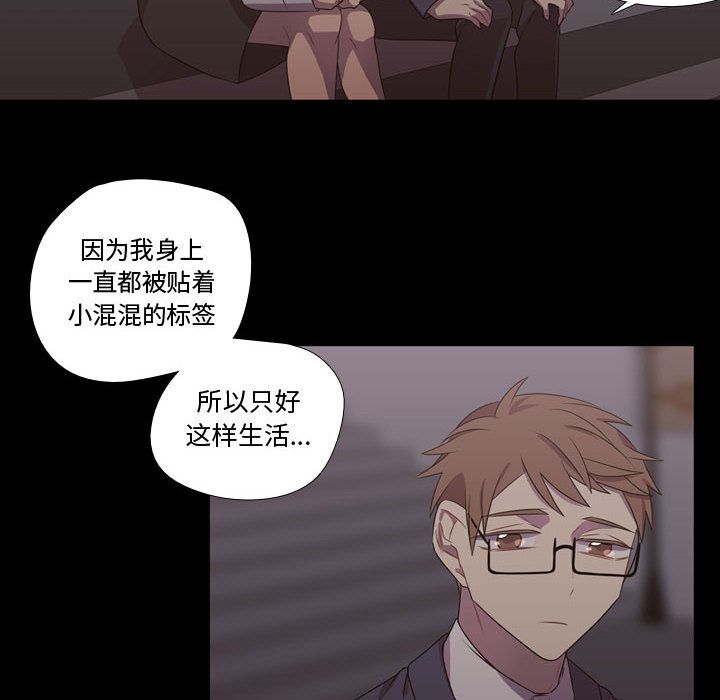 因为我身上
一直都被贴着
小混混的标签
所以只好
这样生活...